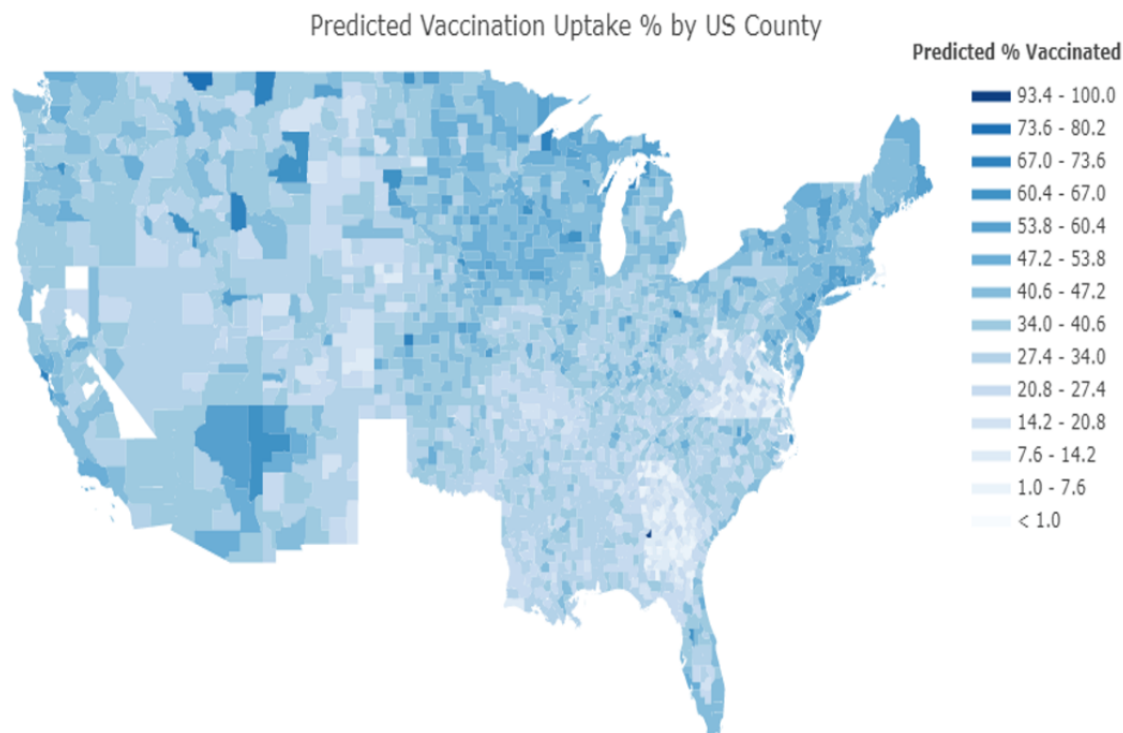 Predicted Vaccination Uptake % by US County
Predicted % Vaccinated
93.4 - 100.0
73.6 - 80.2
67.0 - 73.6
60.4 - 67.0
53.8 - 60.4
47.2 - 53.8
40.6 - 47.2
34.0 - 40.6
27.4 - 34.0
20.8 - 27.4
14.2 - 20.8
7.6 - 14.2
1.0 - 7.6
< 1.0